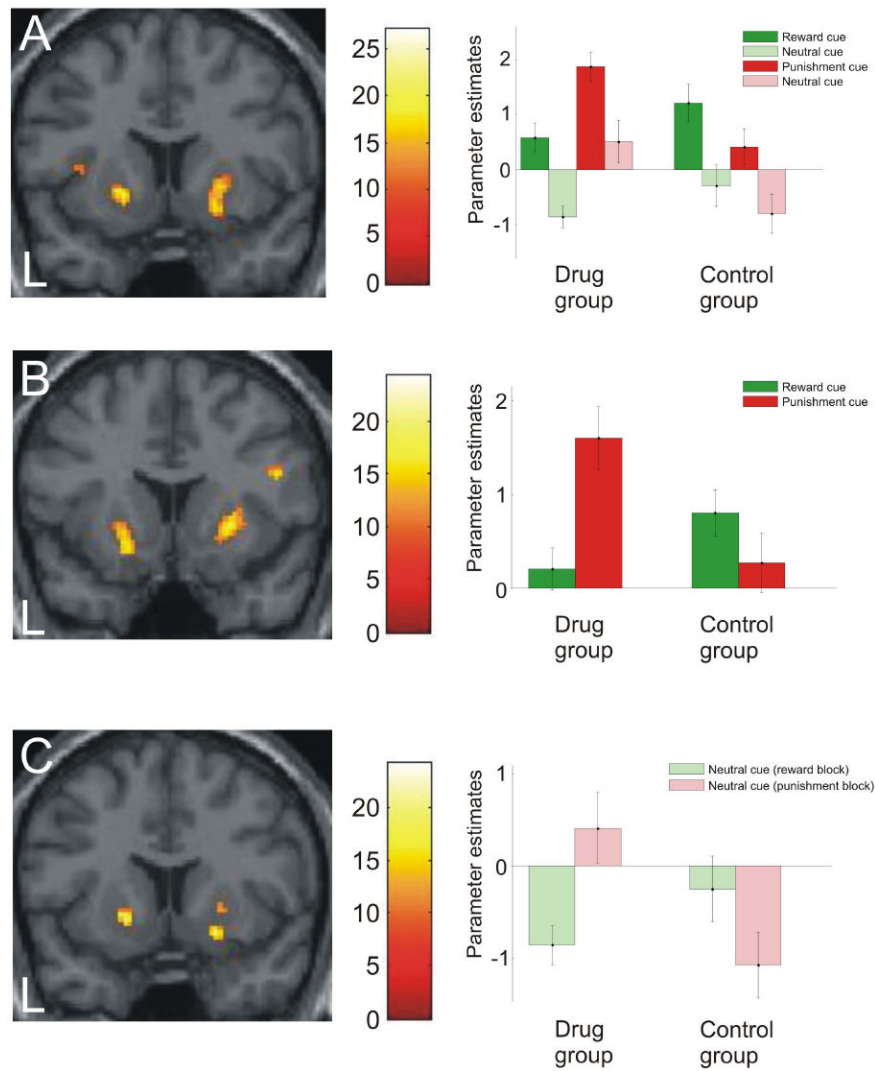 A
L
25
20
15
10
5
0
Parameter estimates
2
1
0
-1
Reward cue
Neutral cue
Punishment cue
Neutral cue
Drug
group
Control
group
B
L
20
15
10
5
0
Parameter estimates
2
1
0
Reward cue
Punishment cue
Drug
group
Control
group
C
L
20
15
10
5
0
Parameter estimates
1
0
-1
Neutral cue (reward block)
Neutral cue (punishment block)
Drug
group
Control
group